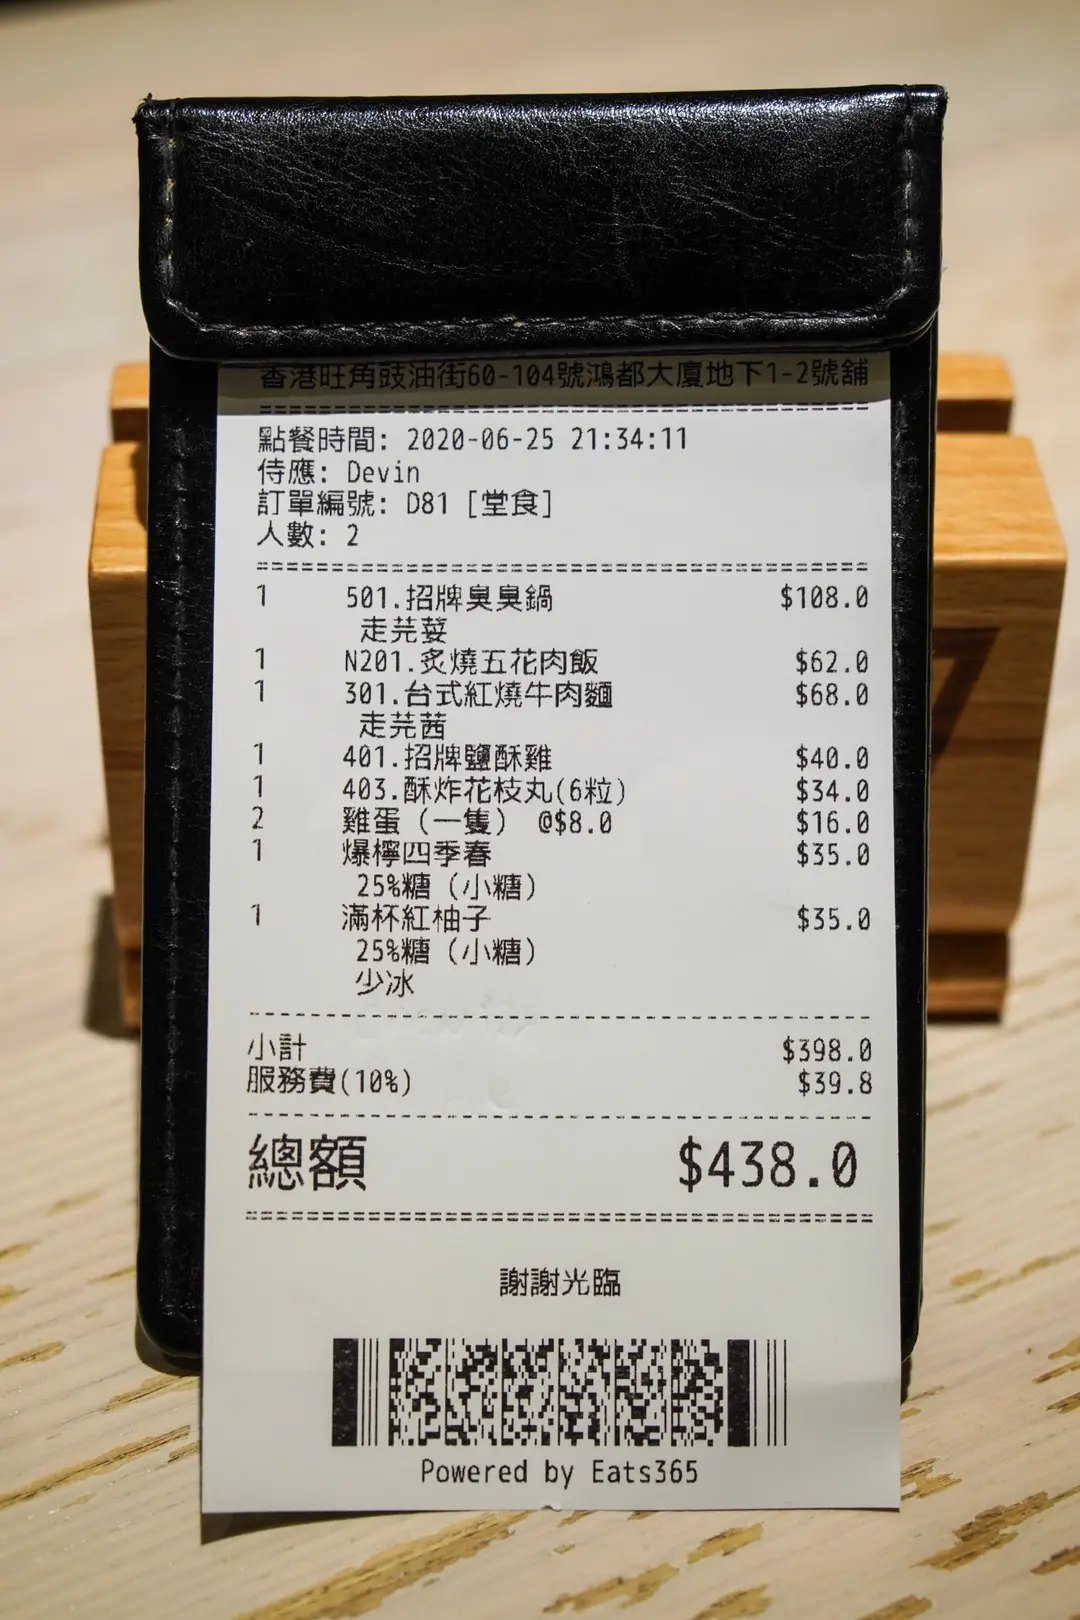 香港旺角豉油街60-104號鴻都大廈地下1-2號舖
點餐時間: 2020-06-25 21:34:11
侍應: Devin
訂單編號: D81 [堂食]
人數: 2
1 501.招牌臭臭鍋 $108.0
走芫荽
1 N201.炙燒五花肉飯 $62.0
1 301.台式紅燒牛肉麵 $68.0
走芫茜
1 401.招牌鹽酥雞 $40.0
1 403.酥炸花枝丸(6粒) $34.0
2 雞蛋（一隻） @$8.0 $16.0
1 爆檸四季春 $35.0
25%糖（小糖）
1 滿杯紅柚子 $35.0
25%糖（小糖）
少冰
小計 $398.0
服務費(10%) $39.8
總額 $438.0
謝謝光臨
Powered by Eats365